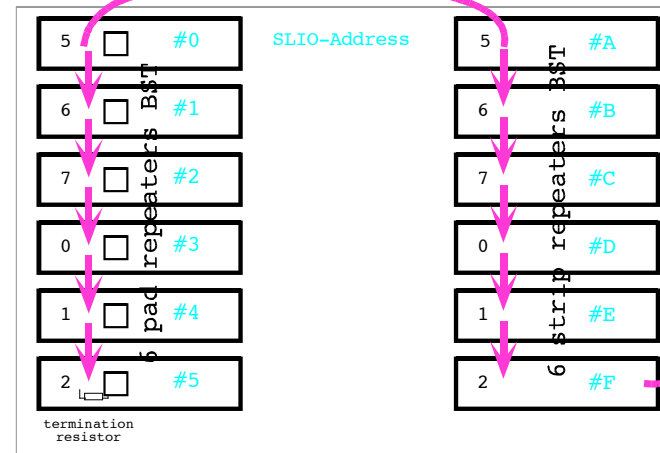 5 #0 SLIO-Address 5 #A
6 #1 6 #B
7 #2 7 #C
0 #3 0 #D
1 #4 1 #E
2 #5 2 #F
6 pad repeaters BST
6 strip repeaters BST
termination
resistor